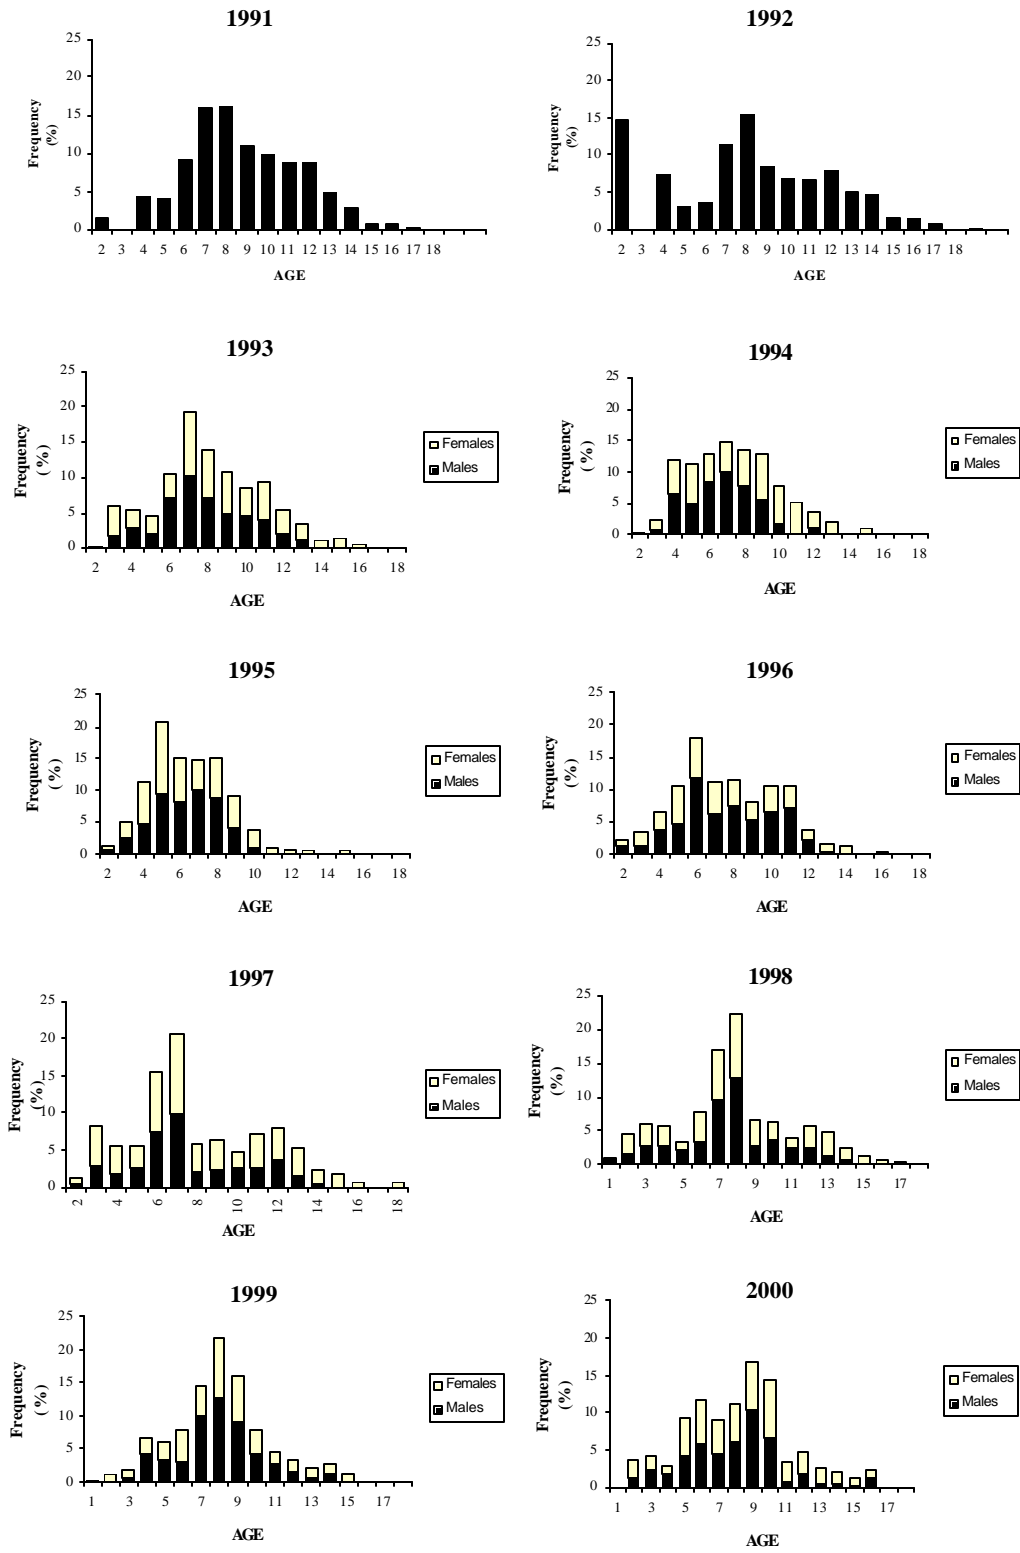 1991
25
20
15
10
5
0
Frequency
(%)
2 3 4 5 6 7 8 9 10 11 12 13 14 15 16 17 18
AGE
1992
25
20
15
10
5
0
Frequency
(%)
2 3 4 5 6 7 8 9 10 11 12 13 14 15 16 17 18
AGE
1993
25
20
15
10
5
0
Frequency
(%)
2 4 6 8 10 12 14 16 18
AGE
Females
Males
1994
25
20
15
10
5
0
Frequency
(%)
2 4 6 8 10 12 14 16 18
AGE
Females
Males
1995
25
20
15
10
5
0
Frequency
(%)
2 4 6 8 10 12 14 16 18
AGE
Females
Males
1996
25
20
15
10
5
0
Frequency
(%)
2 4 6 8 10 12 14 16 18
AGE
Females
Males
1997
25
20
15
10
5
0
Frequency
(%)
2 4 6 8 10 12 14 16 18
AGE
Females
Males
1998
25
20
15
10
5
0
Frequency
(%)
1 3 5 7 9 11 13 15 17
AGE
Females
Males
1999
25
20
15
10
5
0
Frequency
(%)
1 3 5 7 9 11 13 15 17
AGE
Females
Males
2000
25
20
15
10
5
0
Frequency
(%)
1 3 5 7 9 11 13 15 17
AGE
Females
Males